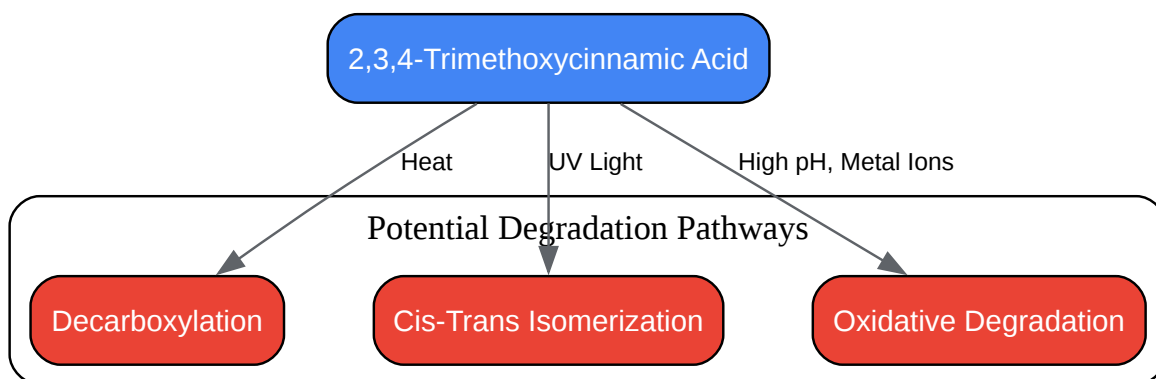 2,3,4-Trimethoxycinnamic Acid
Heat
UV Light
High pH, Metal Ions
Potential Degradation Pathways
Decarboxylation
Cis-Trans Isomerization
Oxidative Degradation